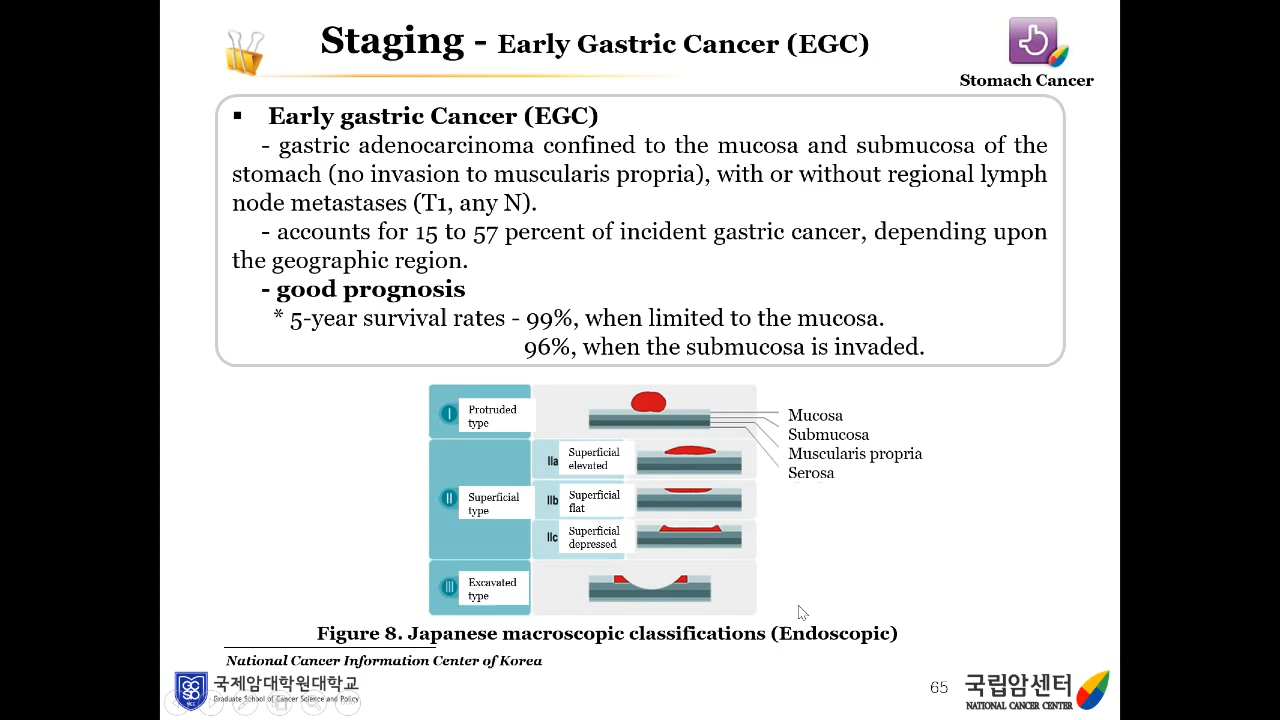 Staging - Early Gastric Cancer (EGC)
Stomach Cancer
▪ Early gastric Cancer (EGC)
- gastric adenocarcinoma confined to the mucosa and submucosa of the
stomach (no invasion to muscularis propria), with or without regional lymph
node metastases (T1, any N).
- accounts for 15 to 57 percent of incident gastric cancer, depending upon
the geographic region.
- good prognosis
* 5-year survival rates - 99%, when limited to the mucosa.
96%, when the submucosa is invaded.
I
Protruded
type
Mucosa
Submucosa
Muscularis propria
Serosa
II
Superficial
type
IIa
Superficial
elevated
IIb
Superficial
flat
IIc
Superficial
depressed
III
Excavated
type
Figure 8. Japanese macroscopic classifications (Endoscopic)
National Cancer Information Center of Korea
국제암대학원대학교
Graduate School of Cancer Science and Policy
65
국립암센터
NATIONAL CANCER CENTER